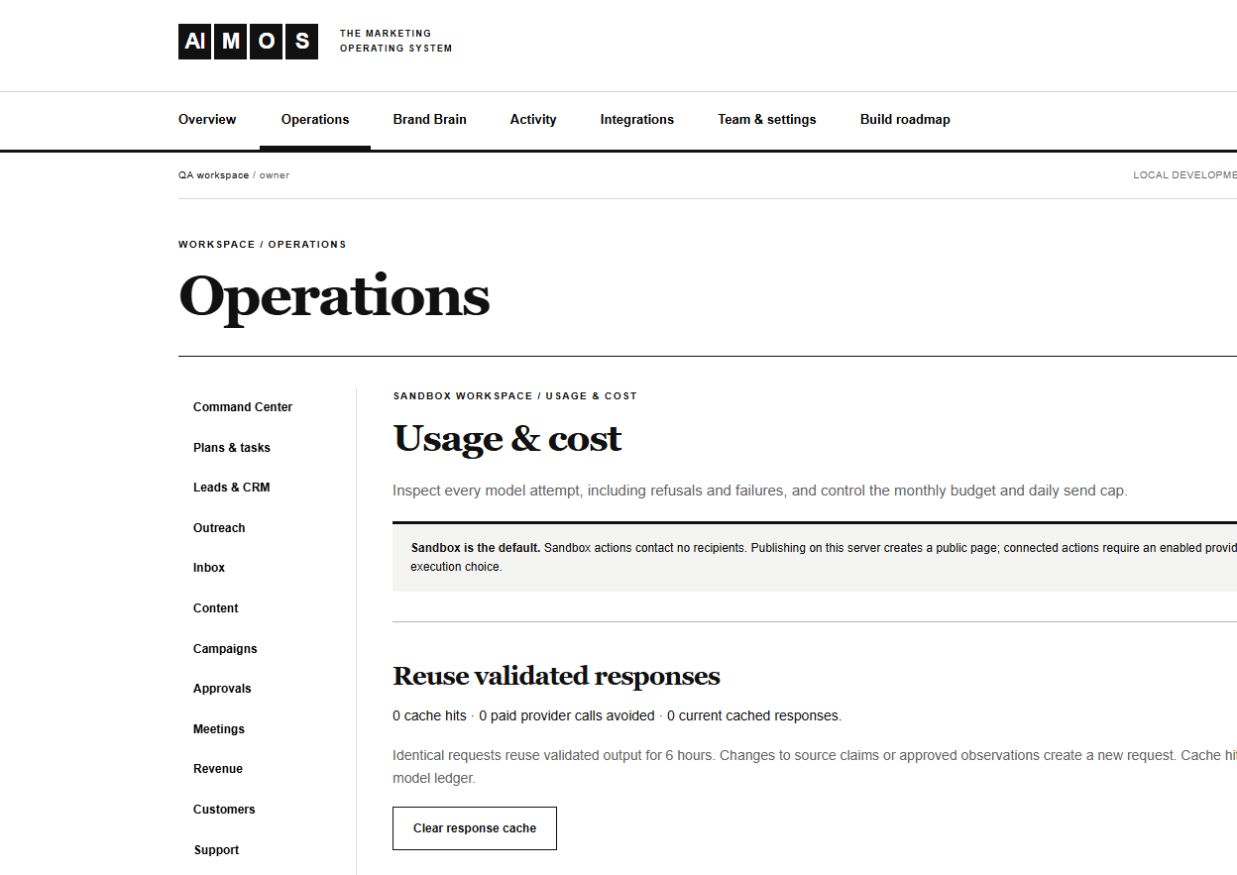 AI M O S
THE MARKETING
OPERATING SYSTEM
Overview
Operations
Brand Brain
Activity
Integrations
Team & settings
Build roadmap
QA workspace / owner
LOCAL
WORKSPACE / OPERATIONS
Operations
Command Center
Plans & tasks
Leads & CRM
Outreach
Inbox
Content
Campaigns
Approvals
Meetings
Revenue
Customers
Support
SANDBOX WORKSPACE / USAGE & COST
Usage & cost
Inspect every model attempt, including refusals and failures, and control the monthly budget and daily send cap.
Sandbox is the default. Sandbox actions contact no recipients. Publishing on this server creates a public page; connected actions require an enabled
execution choice.
Reuse validated responses
0 cache hits · 0 paid provider calls avoided · 0 current cached responses.
Identical requests reuse validated output for 6 hours. Changes to source claims or approved observations create a new request. Cache
model ledger.
Clear response cache